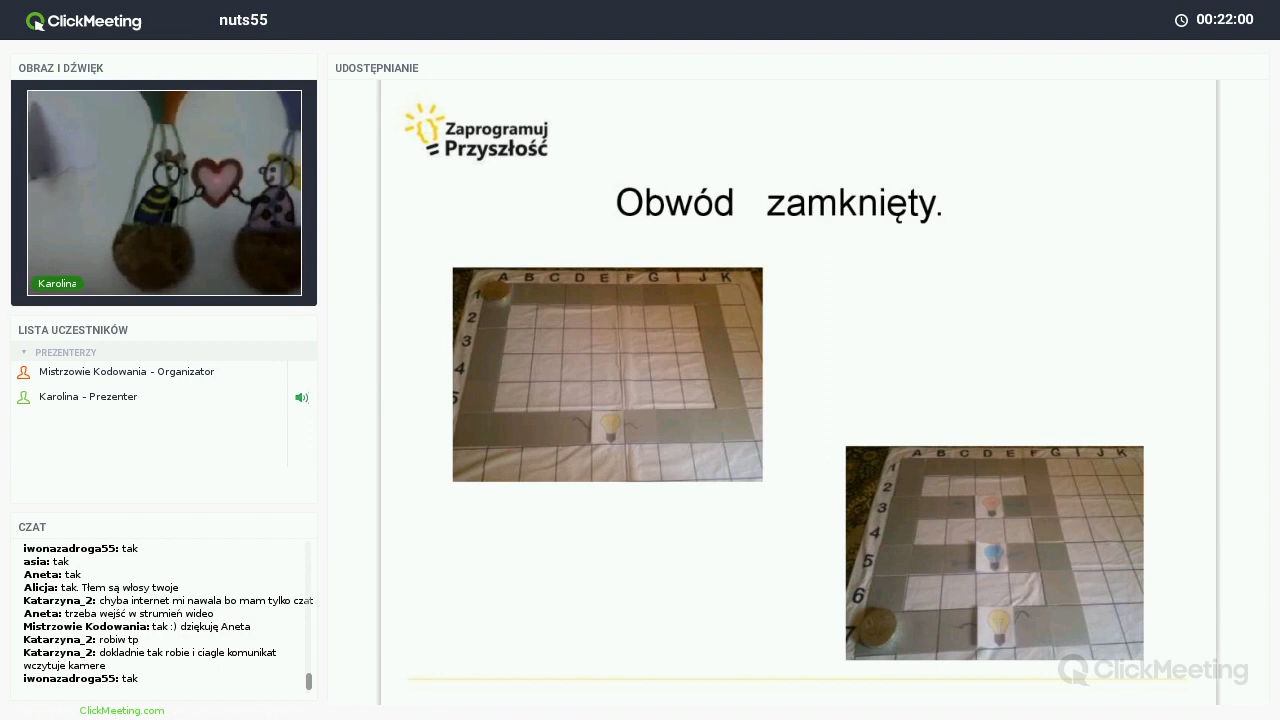 ClickMeeting
nuts55
00:22:00
OBRAZ I DŹWIĘK
Karolina
LISTA UCZESTNIKÓW
PREZENTERZY
Mistrzowie Kodowania - Organizator
Karolina - Prezenter
CZAT
iwonazadroga55: tak
asia: tak
Aneta: tak
Alicja: tak. Tłem są włosy twoje
Katarzyna_2: chyba internet mi nawala bo mam tylko czat
Aneta: trzeba wejść w strumień wideo
Mistrzowie Kodowania: tak :) dziękuję Aneta
Katarzyna_2: robiw tp
Katarzyna_2: dokladnie tak robie i ciagle komunikat
wczytuje kamere
iwonazadroga55: tak
ClickMeeting.com
UDOSTĘPNIANIE
Zaprogramuj
Przyszłość
Obwód zamknięty.
A B C D E F G I J K
1
2
3
4
5
A B C D E F G I J K
1
2
3
4
5
6
7
ClickMeeting